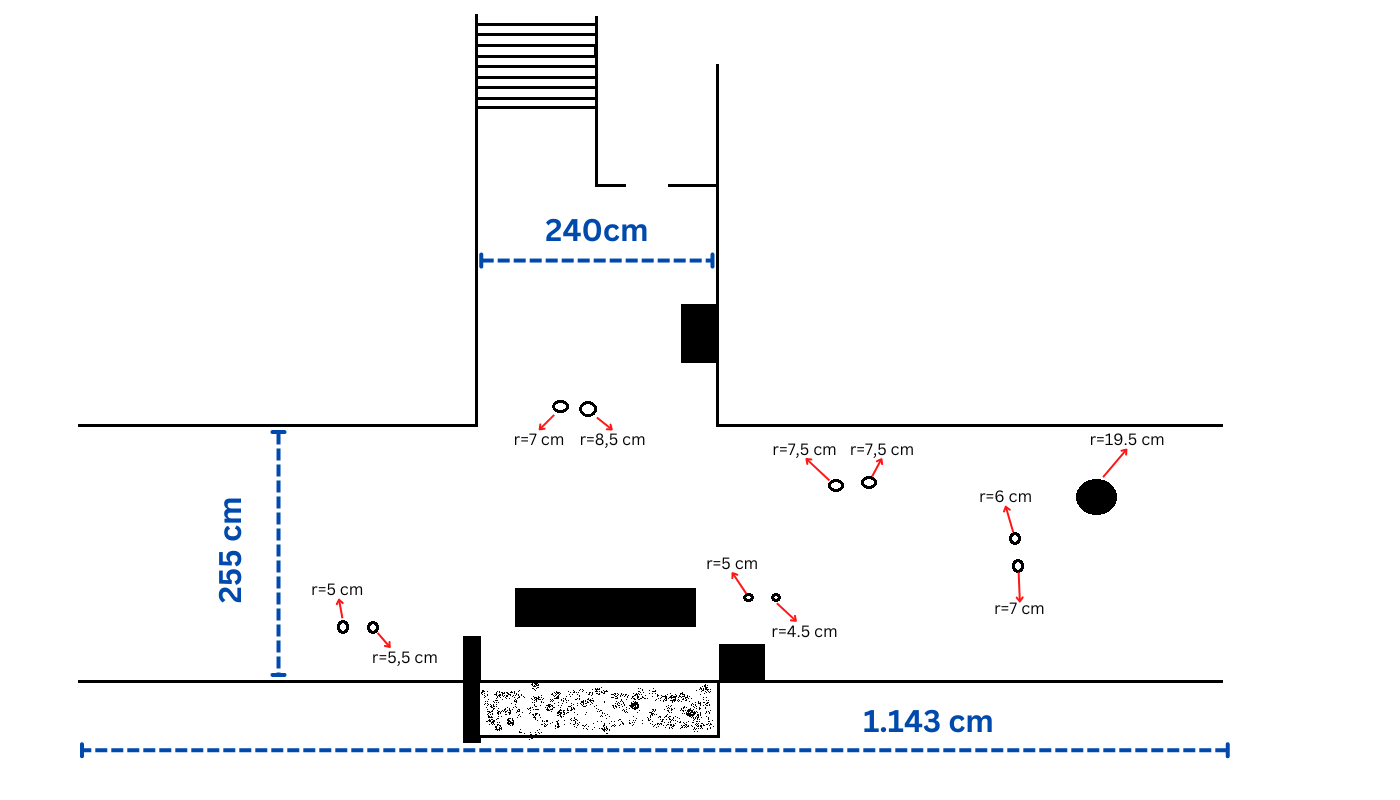 240cm
r=7 cm
r=8,5 cm
r=7,5 cm
r=7,5 cm
r=19.5 cm
r=6 cm
255 cm
r=5 cm
r=5 cm
r=7 cm
r=4.5 cm
r=5,5 cm
1.143 cm